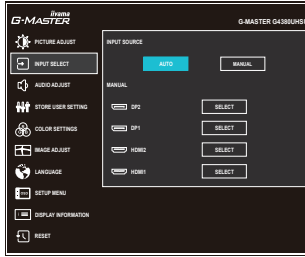 iiyama
G-MASTER
G-MASTER G4380UHSU
PICTURE ADJUST
INPUT SELECT
AUDIO ADJUST
STORE USER SETTING
COLOR SETTINGS
IMAGE ADJUST
LANGUAGE
SETUP MENU
DISPLAY INFORMATION
RESET
INPUT SOURCE
AUTO
MANUAL
MANUAL
DP2
SELECT
DP1
SELECT
HDMI2
SELECT
HDMI1
SELECT